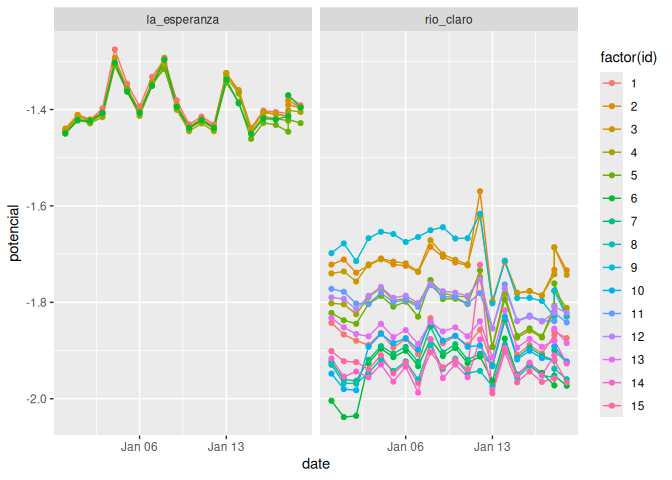 la_esperanza
rio_claro
potencial
-1.4
-1.6
-1.8
-2.0
Jan 06
Jan 13
Jan 06
Jan 13
date
factor(id)
1
2
3
4
5
6
7
8
9
10
11
12
13
14
15